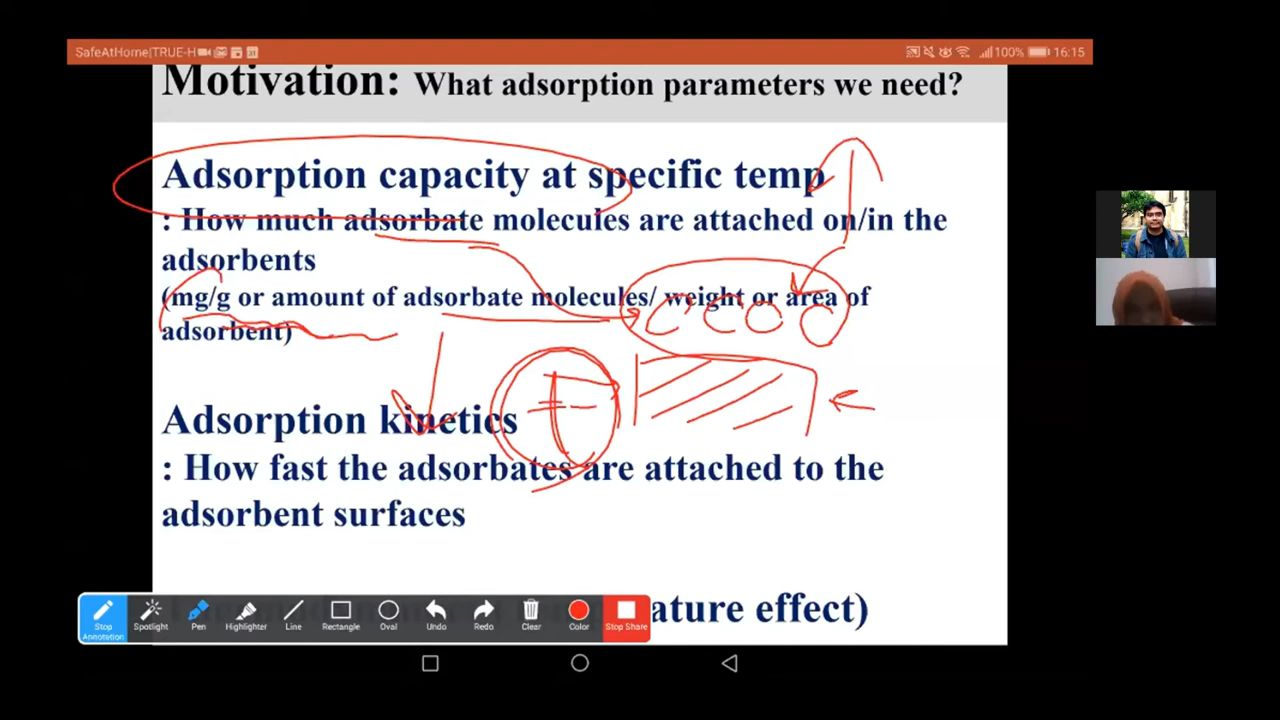 SafeAtHome|TRUE-H
100% 16:15
Motivation: What adsorption parameters we need?
Adsorption capacity at specific temp
: How much adsorbate molecules are attached on/in the
adsorbents
(mg/g or amount of adsorbate molecules/ weight or area of
adsorbent)
Adsorption kinetics
: How fast the adsorbates are attached to the
adsorbent surfaces
ature effect)
Stop Annotation
Spotlight
Pen
Highlighter
Line
Rectangle
Oval
Undo
Redo
Clear
Color
Stop Share